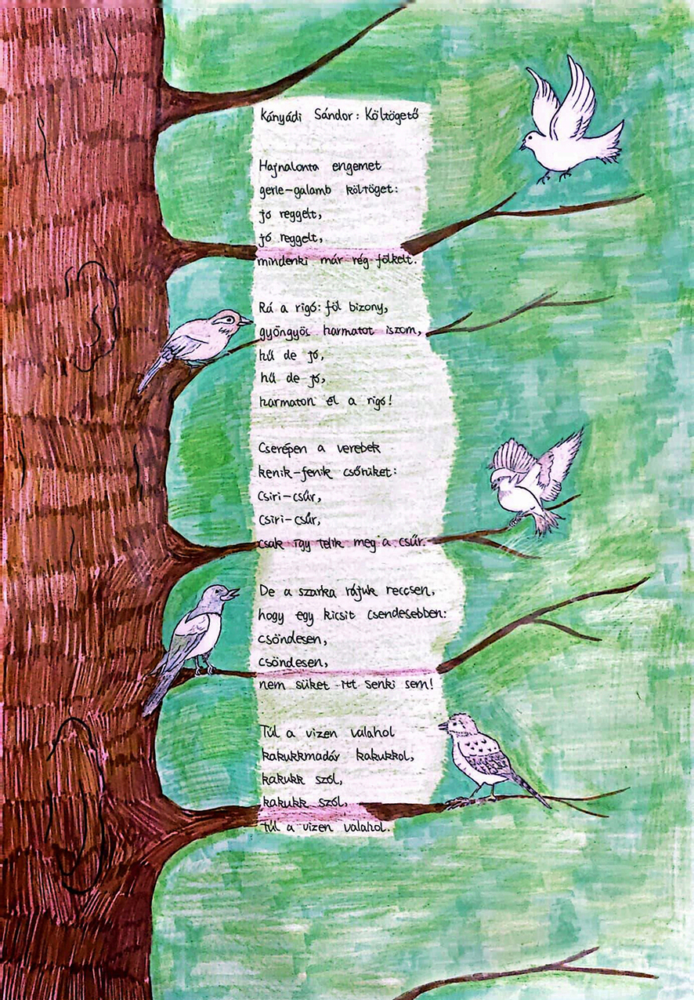 Kányádi Sándor: Költögető
Hajnalonta engemet
gerle-galamb költöget:
jó reggelt,
jó reggelt,
mindenki már rég fölkelt.
Rá a rigó: föl bizony,
gyöngyös harmatot iszom,
hű de jó,
hű de jó,
harmaton él a rigó!
Cserépen a verebek
kenik-fenik csőrüket:
Csiri-csűr,
Csiri-csűr,
csak így telik meg a csűr.
De a szarka rájuk reccsen,
hogy egy kicsit csendesebben:
csöndesen,
csöndesen,
nem süket itt senki sem!
Túl a vizen valahol
kakukkmadár kakukkol,
kakukk szól,
kakukk szól,
túl a vizen valahol.